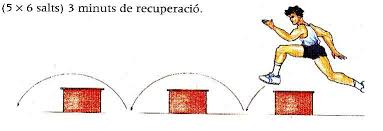 (5 × 6 salts) 3 minuts de recuperació.